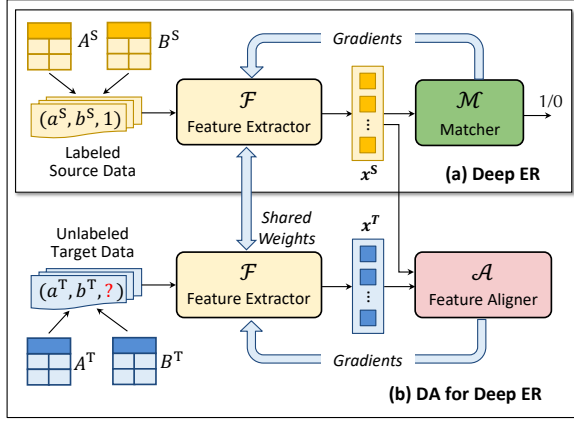 A^S B^S
Gradients
(a^S, b^S, 1)
Labeled
Source Data
ℱ
Feature Extractor
x^S
ℳ
Matcher
1/0
(a) Deep ER
Shared
Weights
Unlabeled
Target Data
(a^T, b^T, ?)
A^T B^T
ℱ
Feature Extractor
x^T
𝒜
Feature Aligner
Gradients
(b) DA for Deep ER